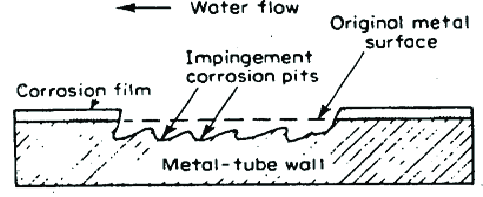 Water flow
Original metal
surface
Impingement
corrosion pits
Corrosion film
Metal-tube wall